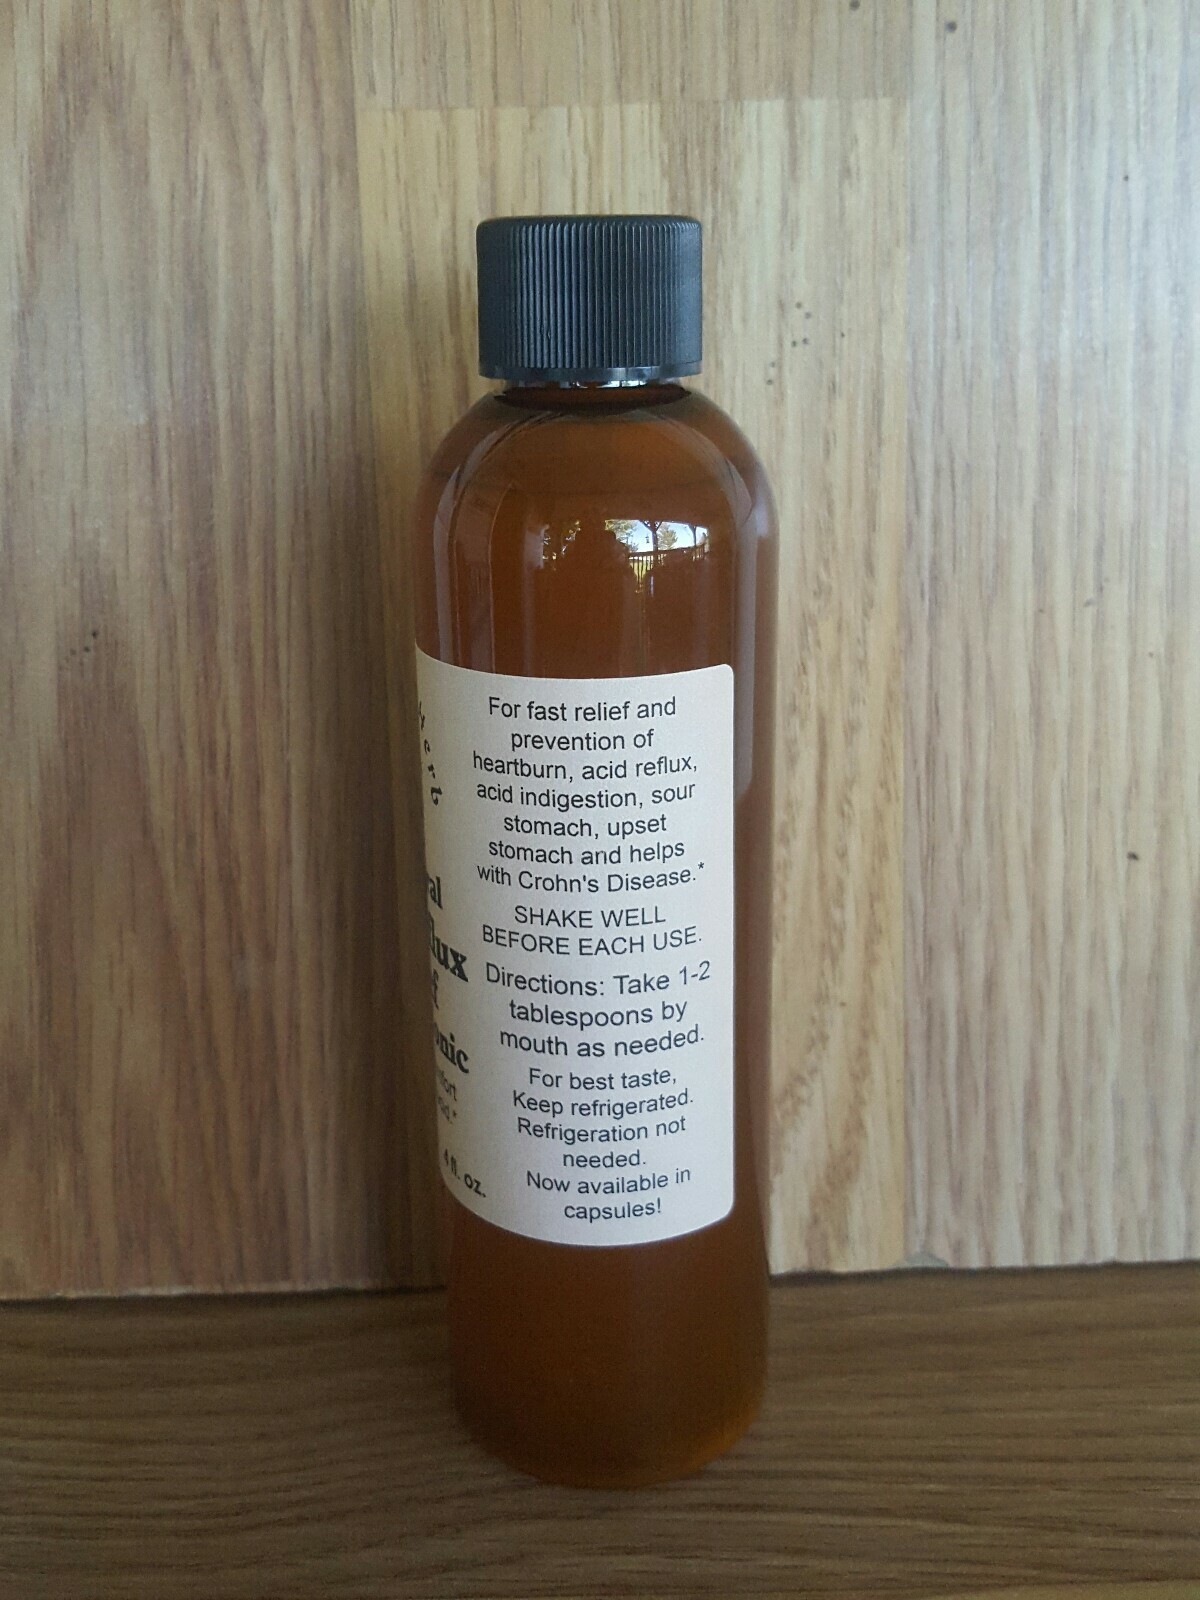 For fast relief and
prevention of
heartburn, acid reflux,
acid indigestion, sour
stomach, upset
stomach and helps
with Crohn's Disease.*
SHAKE WELL
BEFORE EACH USE.
Directions: Take 1-2
tablespoons by
mouth as needed.
For best taste,
Keep refrigerated.
Refrigeration not
needed.
Now available in
capsules!
4 fl. oz.